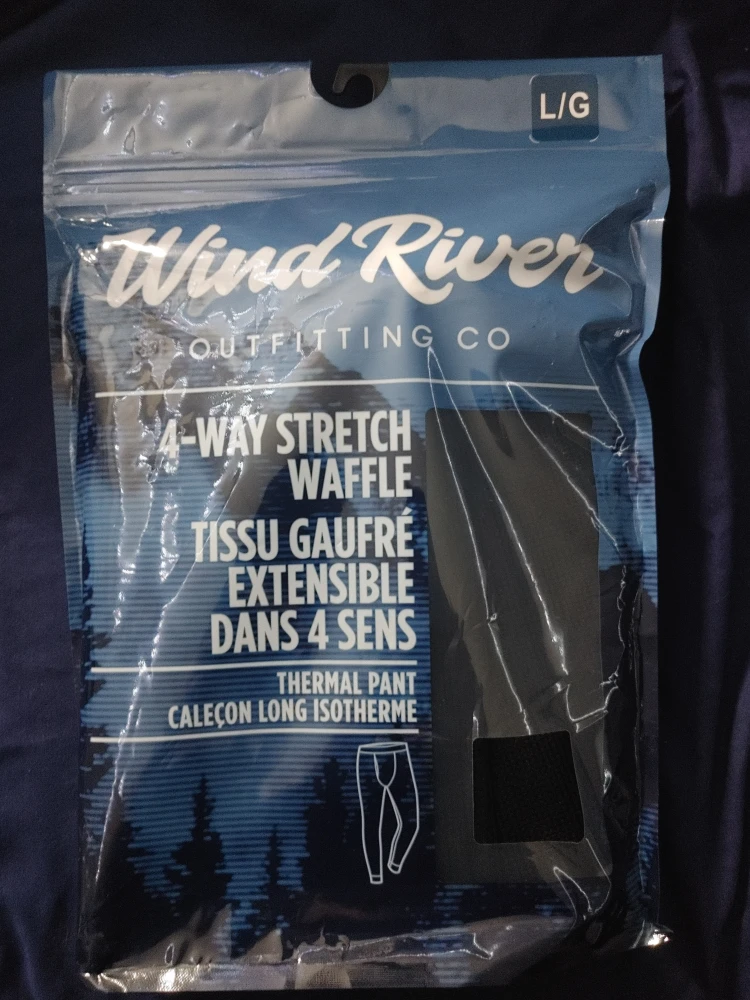 L/G
Wind River
OUTFITTING CO
4-WAY STRETCH
WAFFLE
TISSU GAUFRÉ
EXTENSIBLE
DANS 4 SENS
THERMAL PANT
CALEÇON LONG ISOTHERME